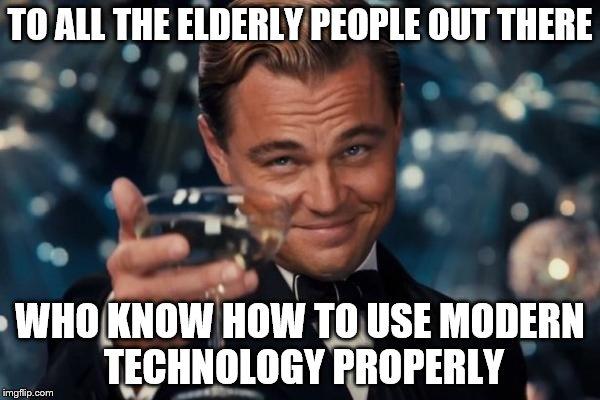 TO ALL THE ELDERLY PEOPLE OUT THERE
WHO KNOW HOW TO USE MODERN
TECHNOLOGY PROPERLY
imgflip.com